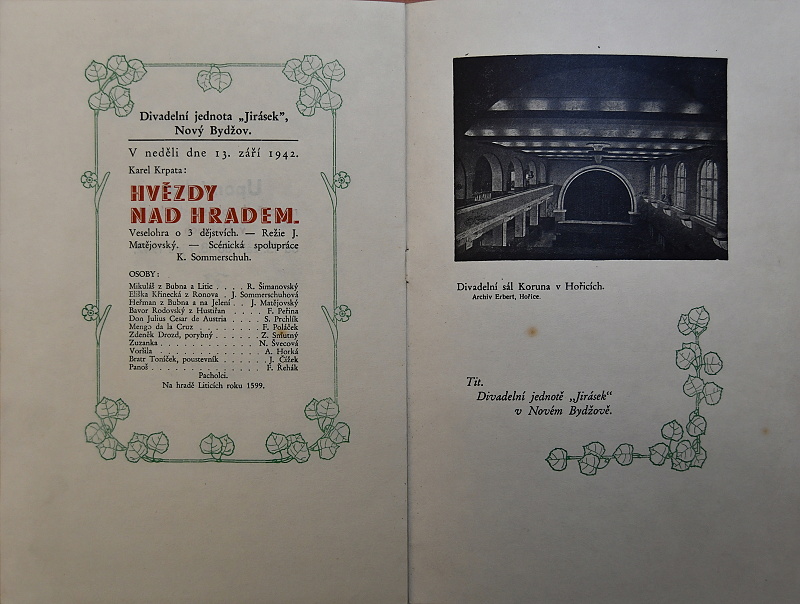 Divadelní jednota „Jirásek",
Nový Bydžov.
V neděli dne 13. září 1942.
Karel Krpata:
HVĚZDY
NAD HRADEM.
Veselohra o 3 dějstvích. — Režie J.
Matějovský. — Scénická spolupráce
K. Sommerschuh.
OSOBY:
Mikuláš z Bubna a Litic . . . . R. Šimanovský
Eliška Křinecká z Ronova . J. Sommerschuhová
Heřman z Bubna a na Jelení . . J. Matějovský
Bavor Rodovský z Hustiřan . . . . F. Peřina
Don Julius Cesar de Austria . . . . S. Prchlík
Mengo da la Cruz . . . . . . . F. Poláček
Zdeněk Drozd, porybný . . . . . Z. Smutný
Zuzanka . . . . . . . . . . N. Švecová
Voršila . . . . . . . . . . A. Horká
Bratr Toníček, poustevník . . . . J. Čížek
Panoš . . . . . . . . . . . F. Řehák
Pacholci.
Na hradě Liticích roku 1599.
Divadelní sál Koruna v Hořicích.
Archiv Erbert, Hořice.
Tit.
Divadelní jednotě „Jirásek"
v Novém Bydžově.